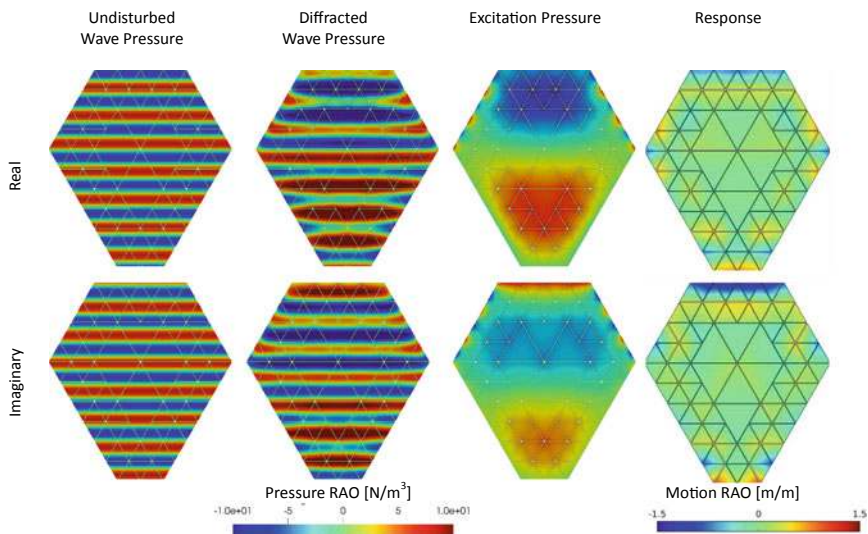 Undisturbed
Wave Pressure
Diffracted
Wave Pressure
Excitation Pressure
Response
Real
Imaginary
Pressure RAO [N/m³]
-1.0e+01 -5 0 5 1.0e+01
Motion RAO [m/m]
-1.5 0 1.5